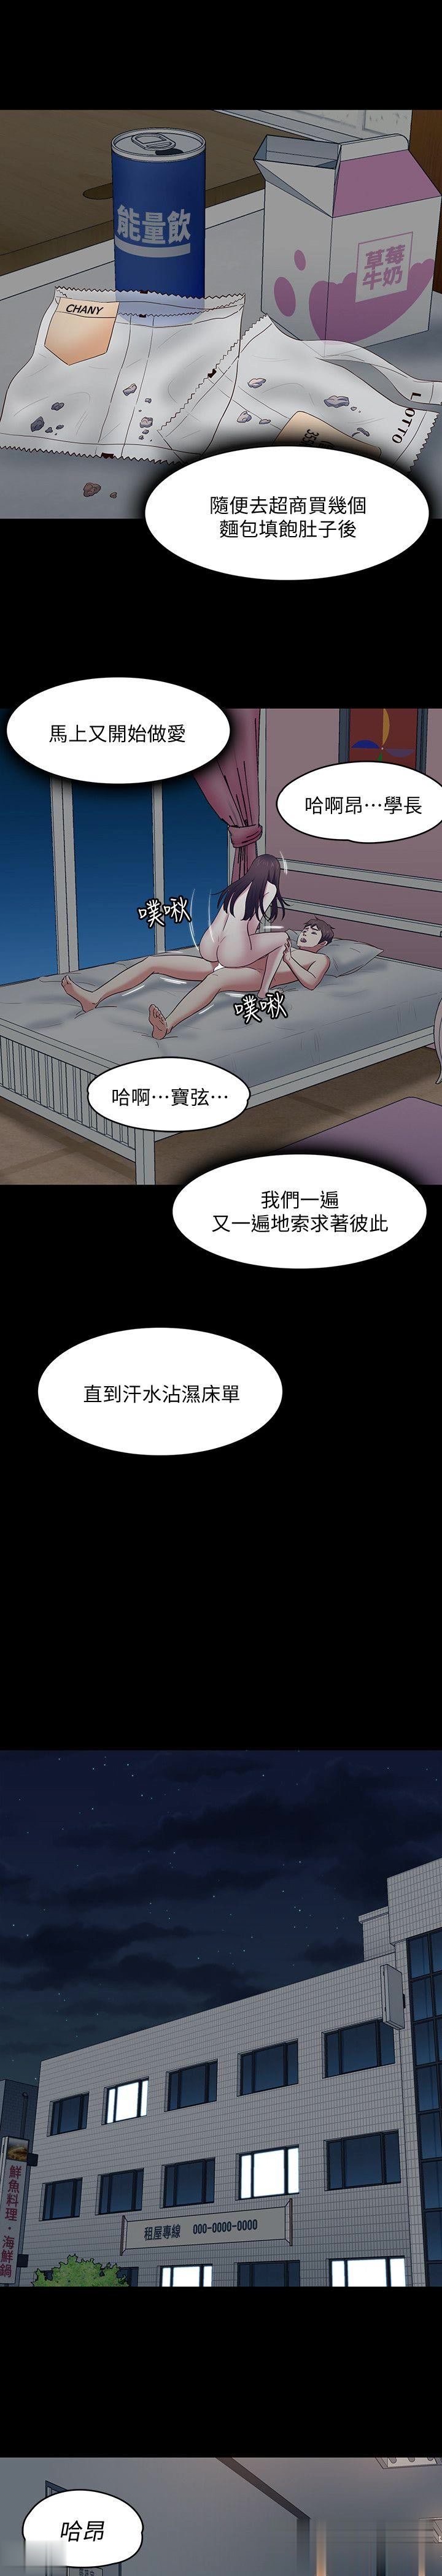 能量飲
草莓
牛奶
CHANY
隨便去超商買幾個
麵包填飽肚子後
馬上又開始做愛
哈啊昂…學長
噗啾
噗啾
哈啊…寶弦…
我們一遍
又一遍地索求著彼此
直到汗水沾濕床單
鮮魚料理·海鮮鍋
租屋專線 000-0000-0000
哈昂